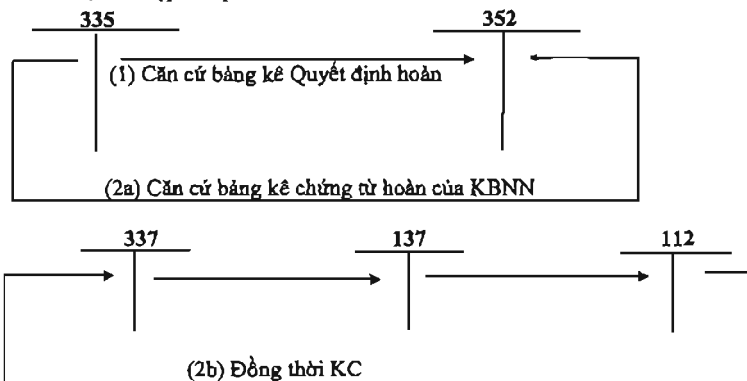 335 352
(1) Căn cứ bảng kê Quyết định hoàn
(2a) Căn cứ bảng kê chứng từ hoàn của KBNN
337 137 112
(2b) Đồng thời KC